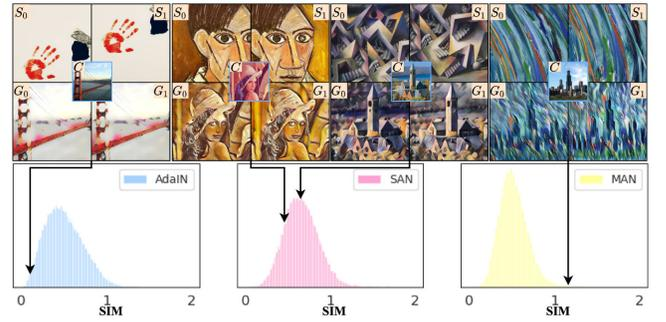 S0 S1 S0 S1 S0 S1 S0 S1
C C C C
G0 G1 G0 G1 G0 G1 G0 G1
AdaIN SAN MAN
0 1 2 0 1 2 0 1 2
SIM SIM SIM